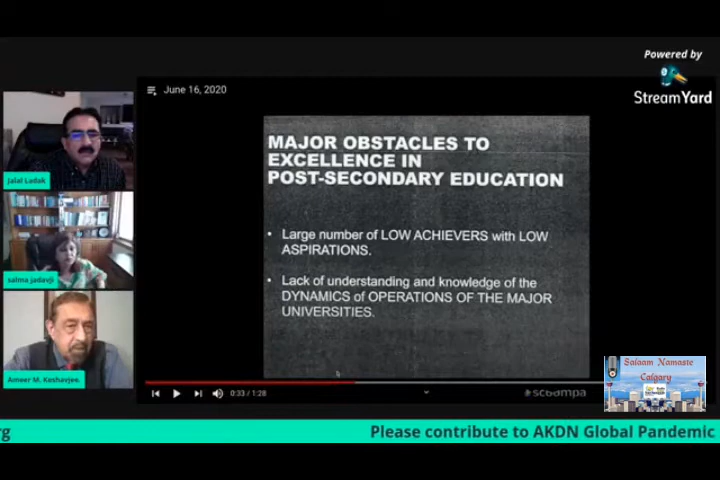 Powered by
StreamYard
June 16, 2020
MAJOR OBSTACLES TO
EXCELLENCE IN
POST-SECONDARY EDUCATION
• Large number of LOW ACHIEVERS with LOW
ASPIRATIONS.
• Lack of understanding and knowledge of the
DYNAMICS of OPERATIONS OF THE MAJOR
UNIVERSITIES.
Jalal Ladak
salma jadavji
Ameer M. Keshavjee.
0:33 / 1:28
Salaam Namaste
Calgary
rg
Please contribute to AKDN Global Pandemic